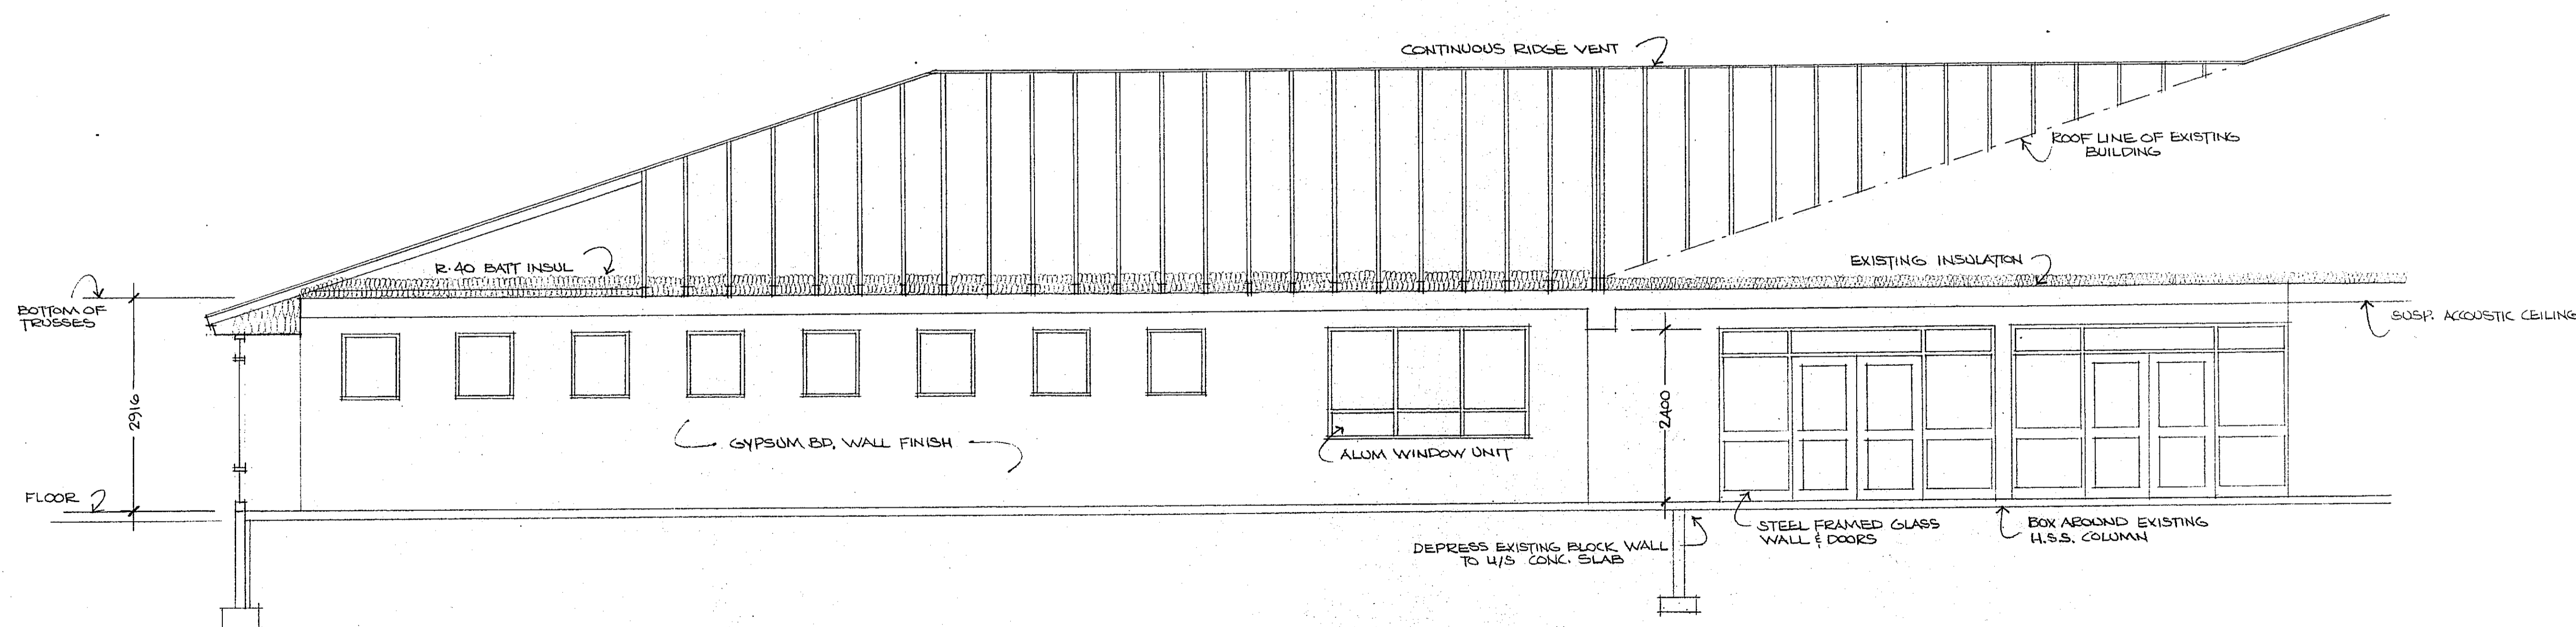 CONTINUOUS RIDGE VENT
ROOF LINE OF EXISTING
BUILDING
R-40 BATT INSUL
EXISTING INSULATION
BOTTOM OF
TRUSSES
SUSP. ACCOUSTIC CEILING
2916
2400
GYPSUM BD. WALL FINISH
ALUM WINDOW UNIT
FLOOR
STEEL FRAMED GLASS
WALL & DOORS
BOX AROUND EXISTING
H.S.S. COLUMN
DEPRESS EXISTING BLOCK WALL
TO U/S CONC. SLAB